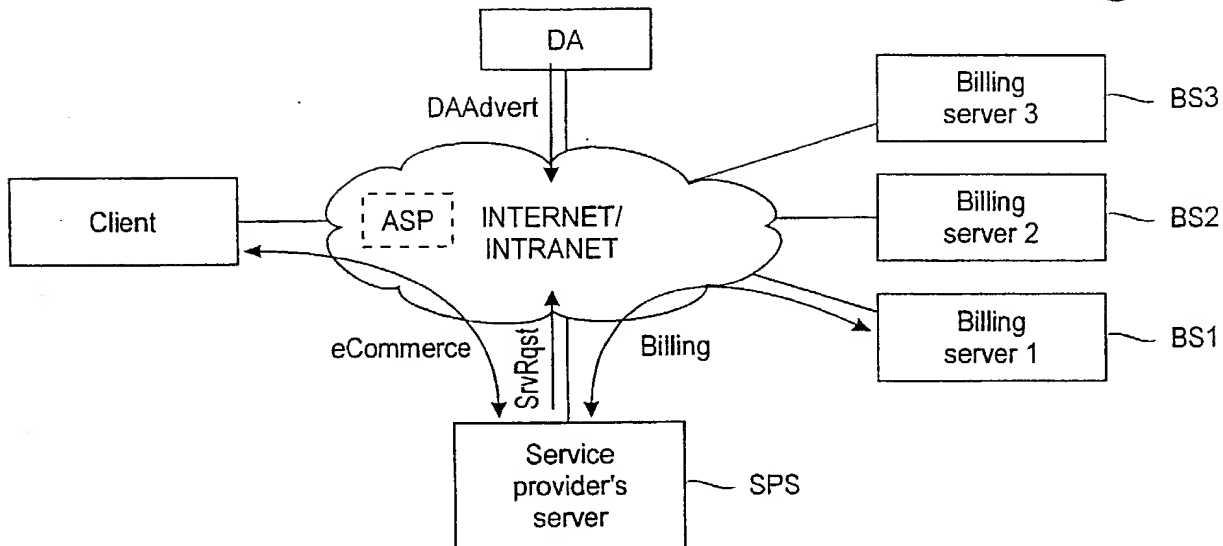 DA
DAAdvert
Billing
server 3
BS3
Client
ASP
INTERNET/
INTRANET
Billing
server 2
BS2
eCommerce
SrvRqst
Billing
Billing
server 1
BS1
Service
provider's
server
SPS